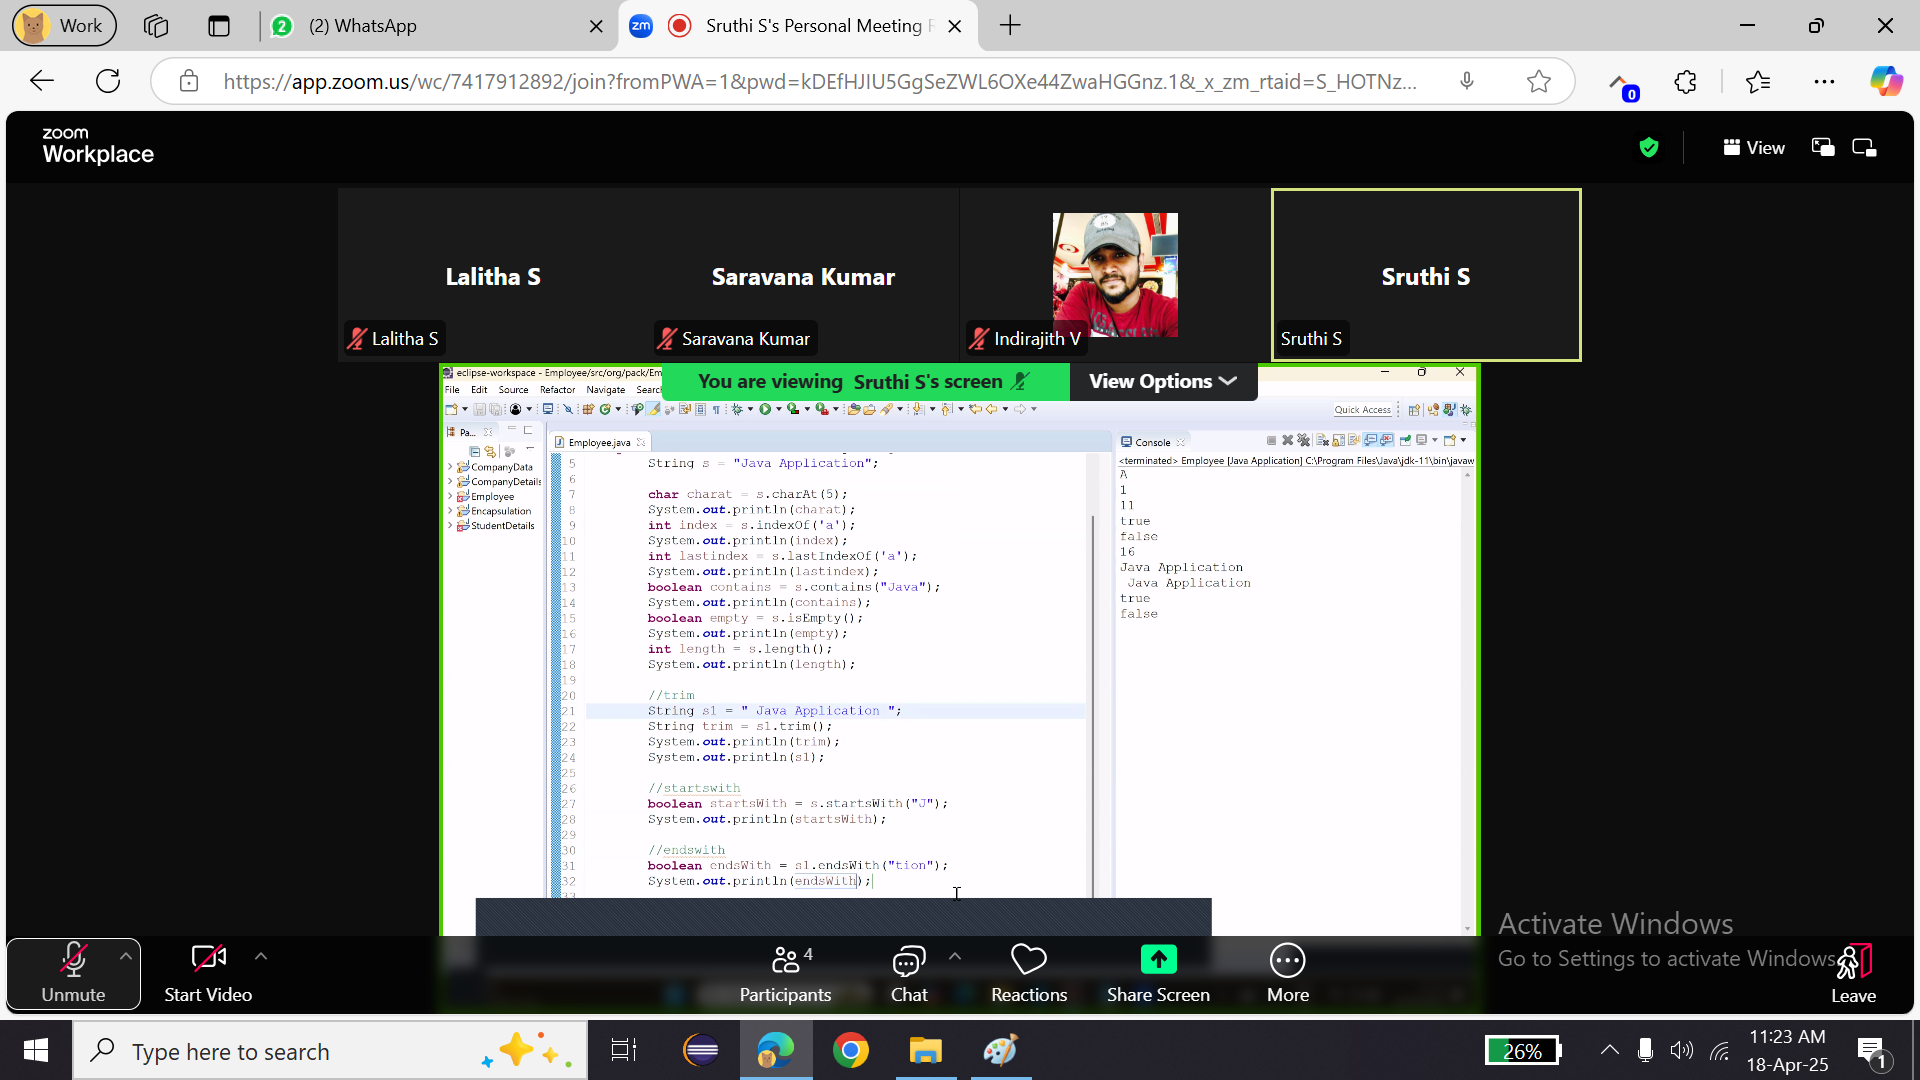 Work
(2) WhatsApp
zm
Sruthi S's Personal Meeting
https://app.zoom.us/wc/7417912892/join?fromPWA=1&pwd=kDEfHJIU5GgSeZWL6OXe44ZwaHGGnz.1&_x_zm_rtaid=S_HOTNz...
0
zoom
Workplace
View
Lalitha S
Saravana Kumar
Sruthi S
Lalitha S
Saravana Kumar
Indirajith V
Sruthi S
eclipse-workspace - Employee/src/org/pack/Em
You are viewing Sruthi S's screen
View Options
File Edit Source Refactor Navigate Search
Quick Access
Pa...
Employee.java
Console
<terminated> Employee [Java Application] C:\Program Files\Java\jdk-11\bin\javaw
CompanyData
CompanyDetails
Employee
Encapsulation
StudentDetails
5 String s = "Java Application";
6
7 char charat = s.charAt(5);
8 System.out.println(charat);
9 int index = s.indexOf('a');
10 System.out.println(index);
11 int lastindex = s.lastIndexOf('a');
12 System.out.println(lastindex);
13 boolean contains = s.contains("Java");
14 System.out.println(contains);
15 boolean empty = s.isEmpty();
16 System.out.println(empty);
17 int length = s.length();
18 System.out.println(length);
19
20 //trim
21 String s1 = " Java Application ";
22 String trim = s1.trim();
23 System.out.println(trim);
24 System.out.println(s1);
25
26 //startswith
27 boolean startsWith = s.startsWith("J");
28 System.out.println(startsWith);
29
30 //endswith
31 boolean endsWith = s1.endsWith("tion");
32 System.out.println(endsWith);
A
1
11
true
false
16
Java Application
Java Application
true
false
Activate Windows
Go to Settings to activate Windows.
Unmute
Start Video
4
Participants
Chat
Reactions
Share Screen
More
Leave
Type here to search
26%
11:23 AM
18-Apr-25
1